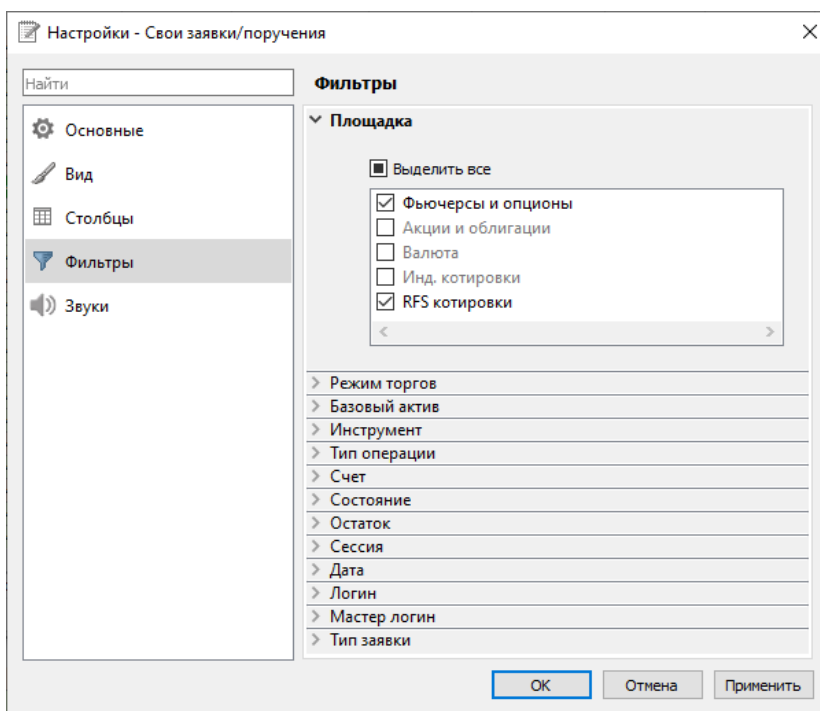 Настройки - Свои заявки/поручения
Найти
Основные
Вид
Столбцы
Фильтры
Звуки
Фильтры
Площадка
Выделить все
Фьючерсы и опционы
Акции и облигации
Валюта
Инд. котировки
RFS котировки
Режим торгов
Базовый актив
Инструмент
Тип операции
Счет
Состояние
Остаток
Сессия
Дата
Логин
Мастер логин
Тип заявки
OK
Отмена
Применить